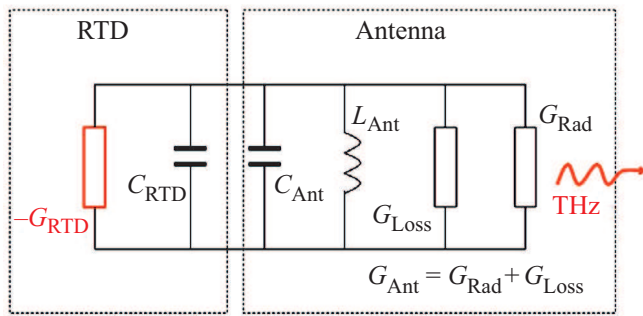 RTD
Antenna
L_Ant
G_Rad
C_RTD
C_Ant
–G_RTD
G_Loss
THz
G_Ant = G_Rad + G_Loss